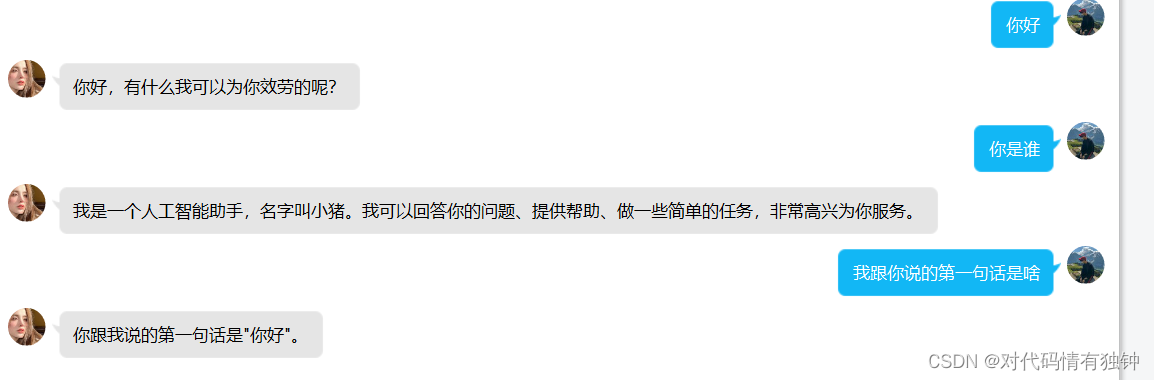 你好
你好，有什么我可以为你效劳的呢？
你是谁
我是一个人工智能助手，名字叫小猪。我可以回答你的问题、提供帮助、做一些简单的任务，非常高兴为你服务。
我跟你说的第一句话是啥
你跟我说的第一句话是"你好"。
CSDN @对代码情有独钟